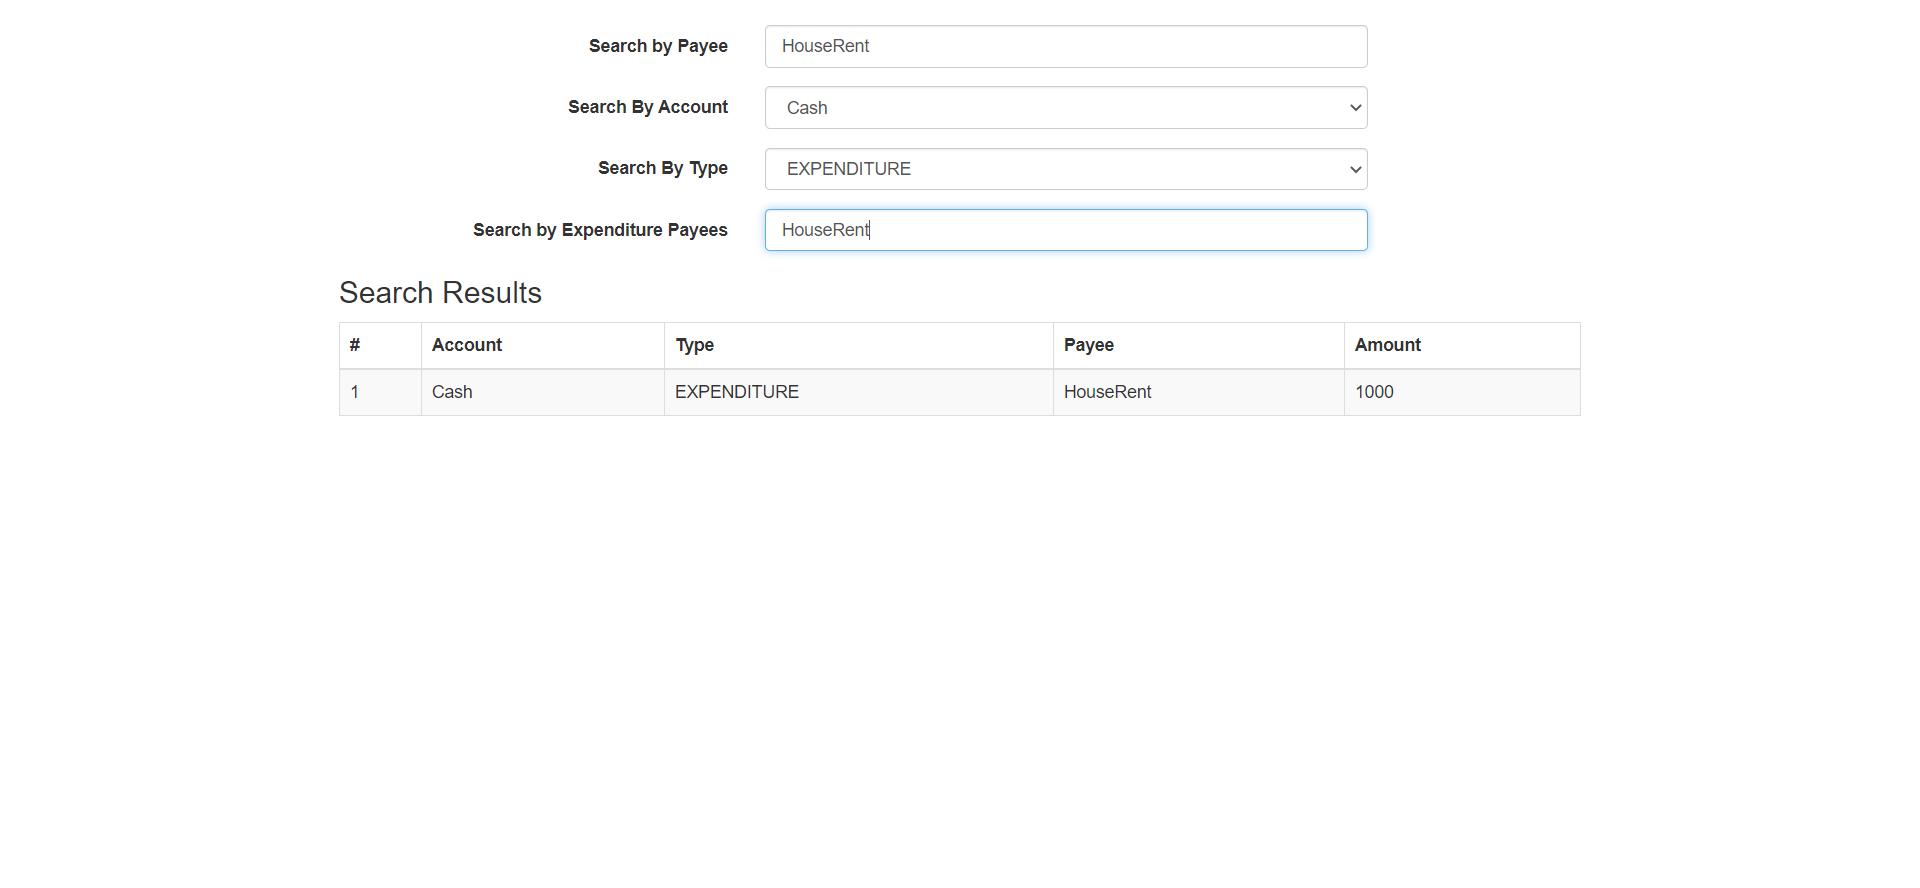 Search by Payee HouseRent
Search By Account Cash
Search By Type EXPENDITURE
Search by Expenditure Payees HouseRent
Search Results
# Account Type Payee Amount
1 Cash EXPENDITURE HouseRent 1000